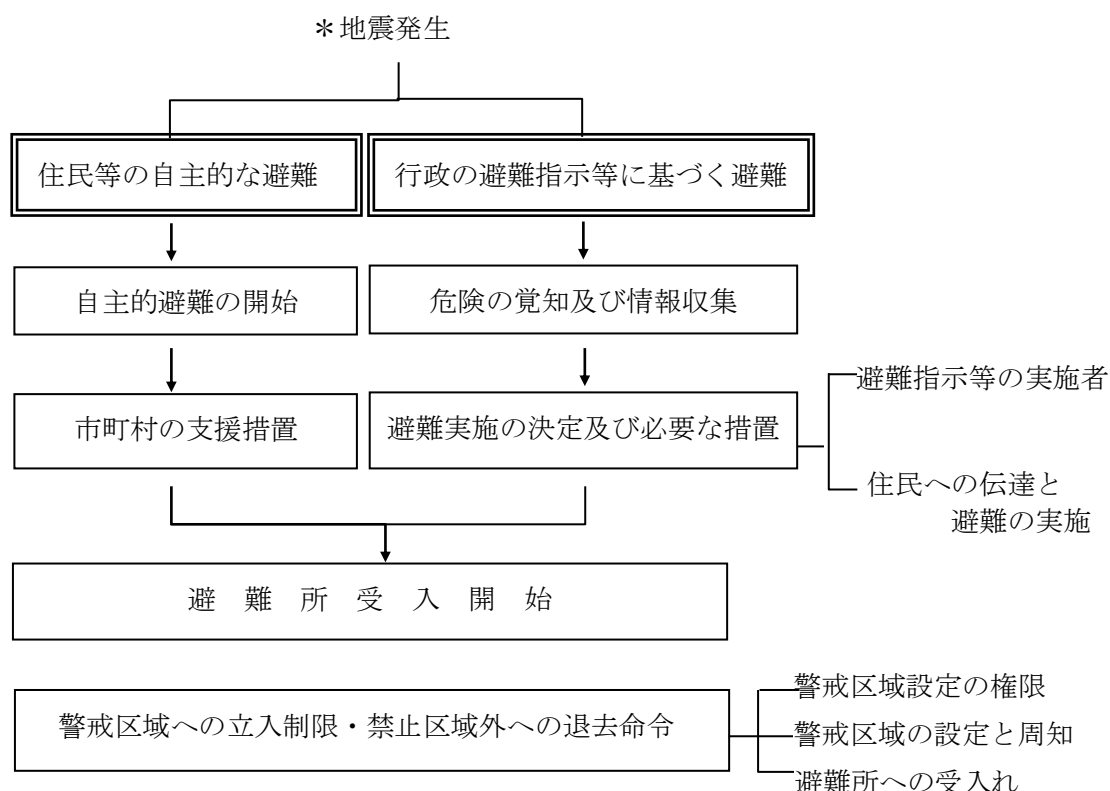 ＊地震発生
住民等の自主的な避難
行政の避難指示等に基づく避難
自主的避難の開始
危険の覚知及び情報収集
市町村の支援措置
避難実施の決定及び必要な措置
避難指示等の実施者
住民への伝達と
避難の実施
避難所受入開始
警戒区域への立入制限・禁止区域外への退去命令
警戒区域設定の権限
警戒区域の設定と周知
避難所への受入れ